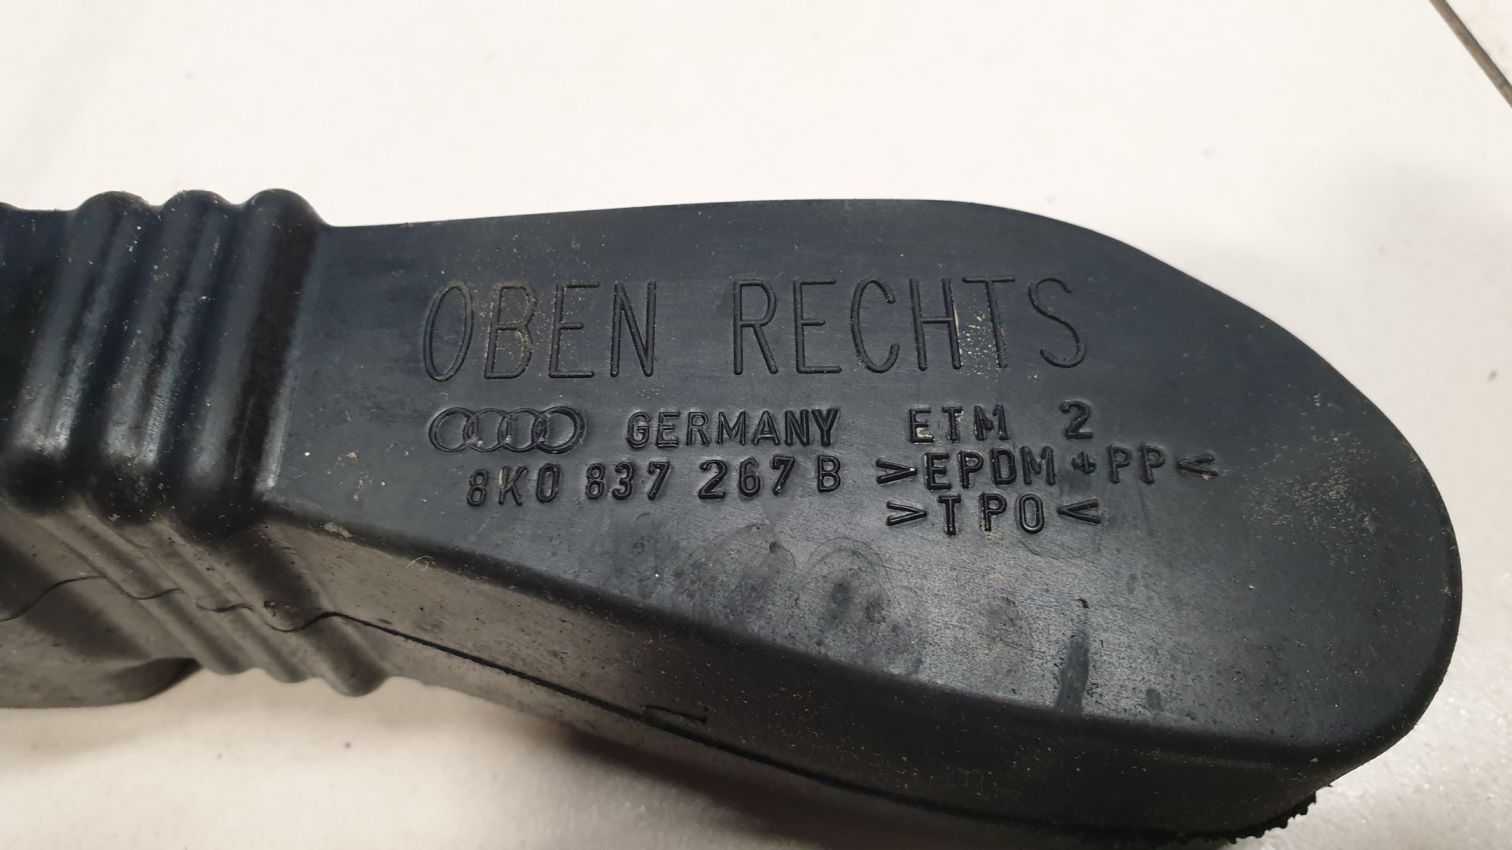 OBEN RECHTS
GERMANY ETM 2
8K0 837 267 B >EPDM+PP<
>TPO<